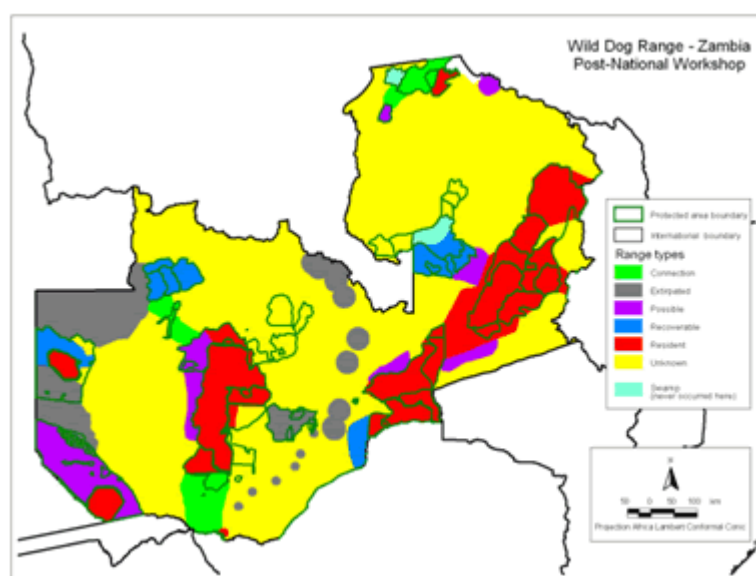 Wild Dog Range - Zambia
Post-National Workshop
Protected area boundary
International boundary
Range types
Connection
Extirpated
Possible
Recoverable
Resident
Unknown
Swamp
(never occurred here)
N
50 0 50 100 km
Projection Africa Lambert Conformal Conic